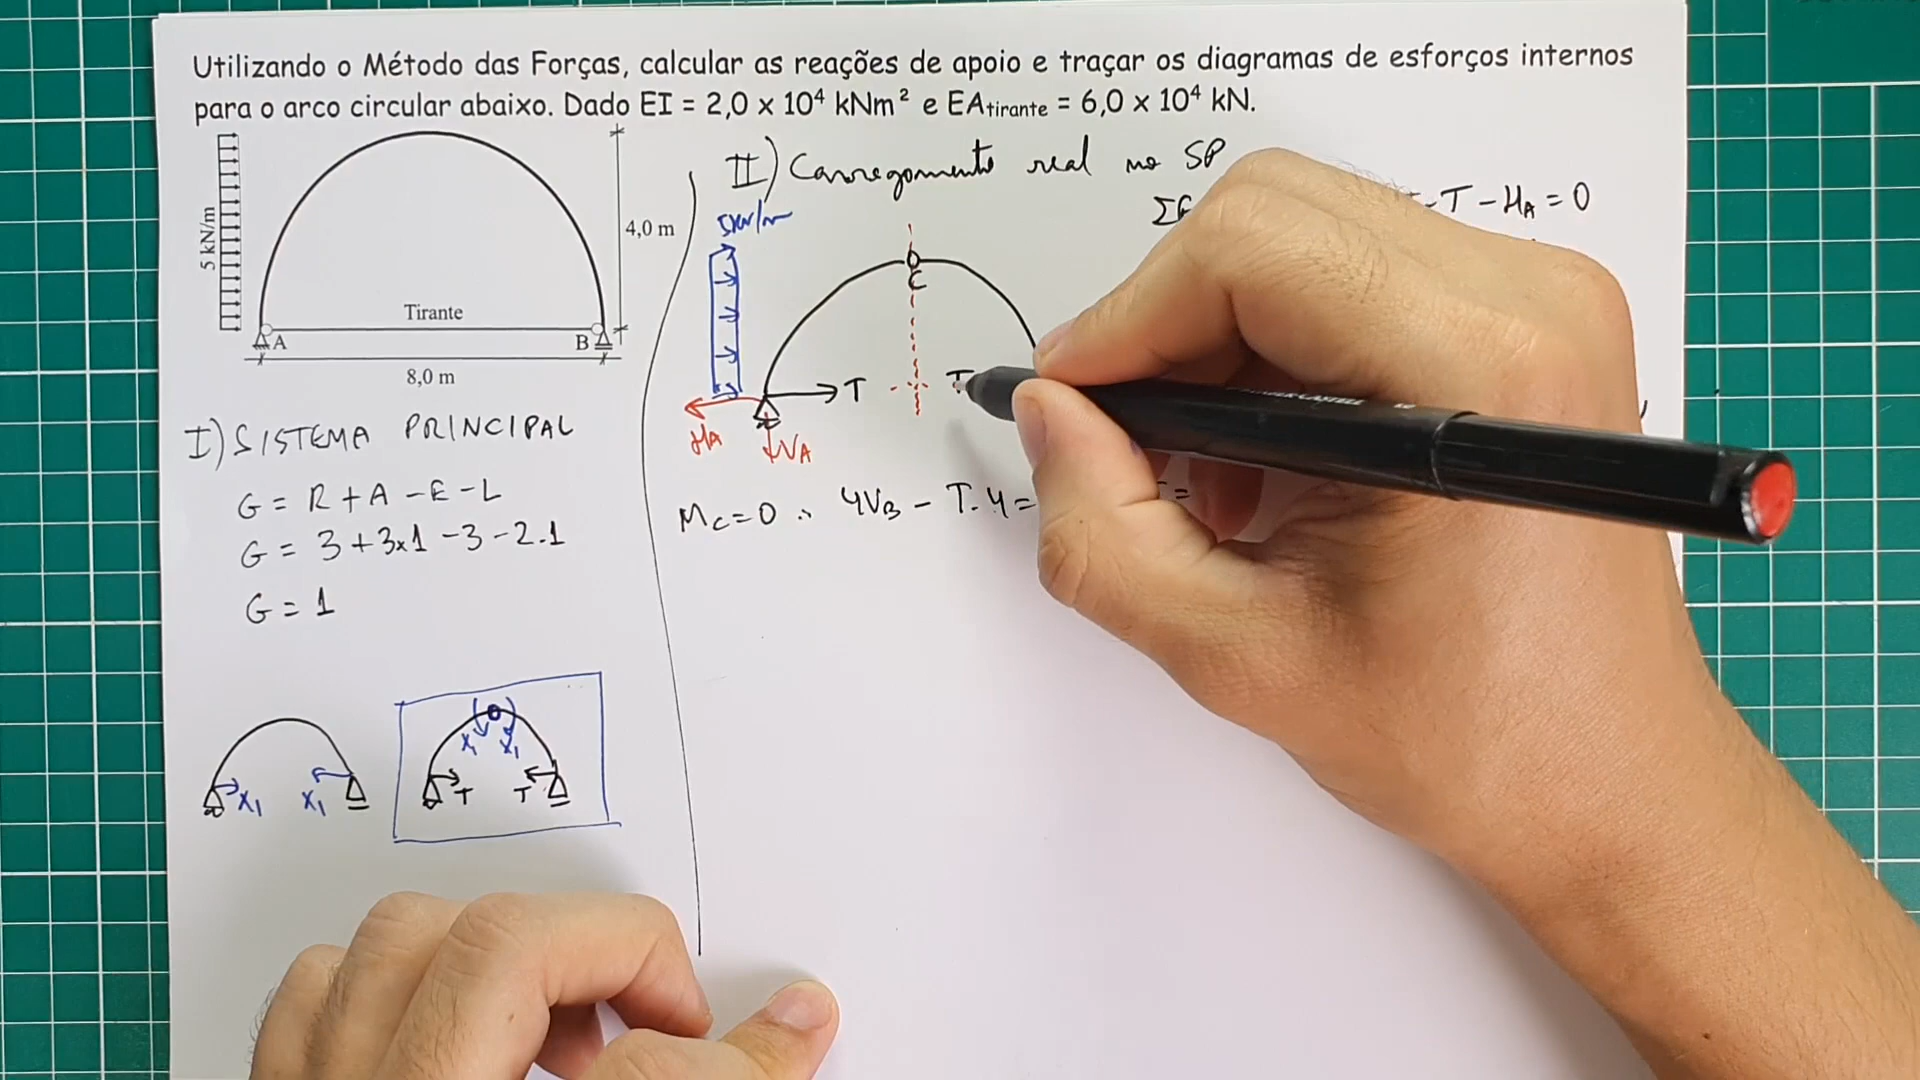 Utilizando o Método das Forças, calcular as reações de apoio e traçar os diagramas de esforços internos
para o arco circular abaixo. Dado EI = 2,0 x 10⁴ kNm² e EAtirante = 6,0 x 10⁴ kN.
5 kN/m
4,0 m
Tirante
A
B
8,0 m
I) SISTEMA PRINCIPAL
G = R + A - E - L
G = 3 + 3x1 - 3 - 2.1
G = 1
X₁ X₁
X₁ X₁
T T
II) Carregamento real no SP
5kN/m
C
T
T
HA
VA
- T - HA = 0
Mc = 0 ∴ 4VB - T.4 =